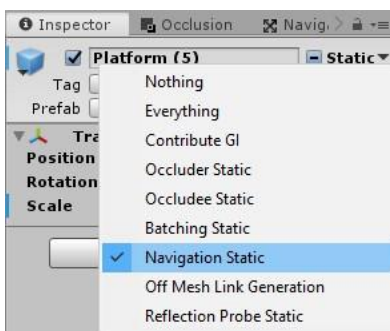 Inspector Occlusion Navig.
Platform (5) Static
Tag Nothing
Prefab Everything
Tra Contribute GI
Position Occluder Static
Rotation Occludee Static
Scale Batching Static
Navigation Static
Off Mesh Link Generation
Reflection Probe Static